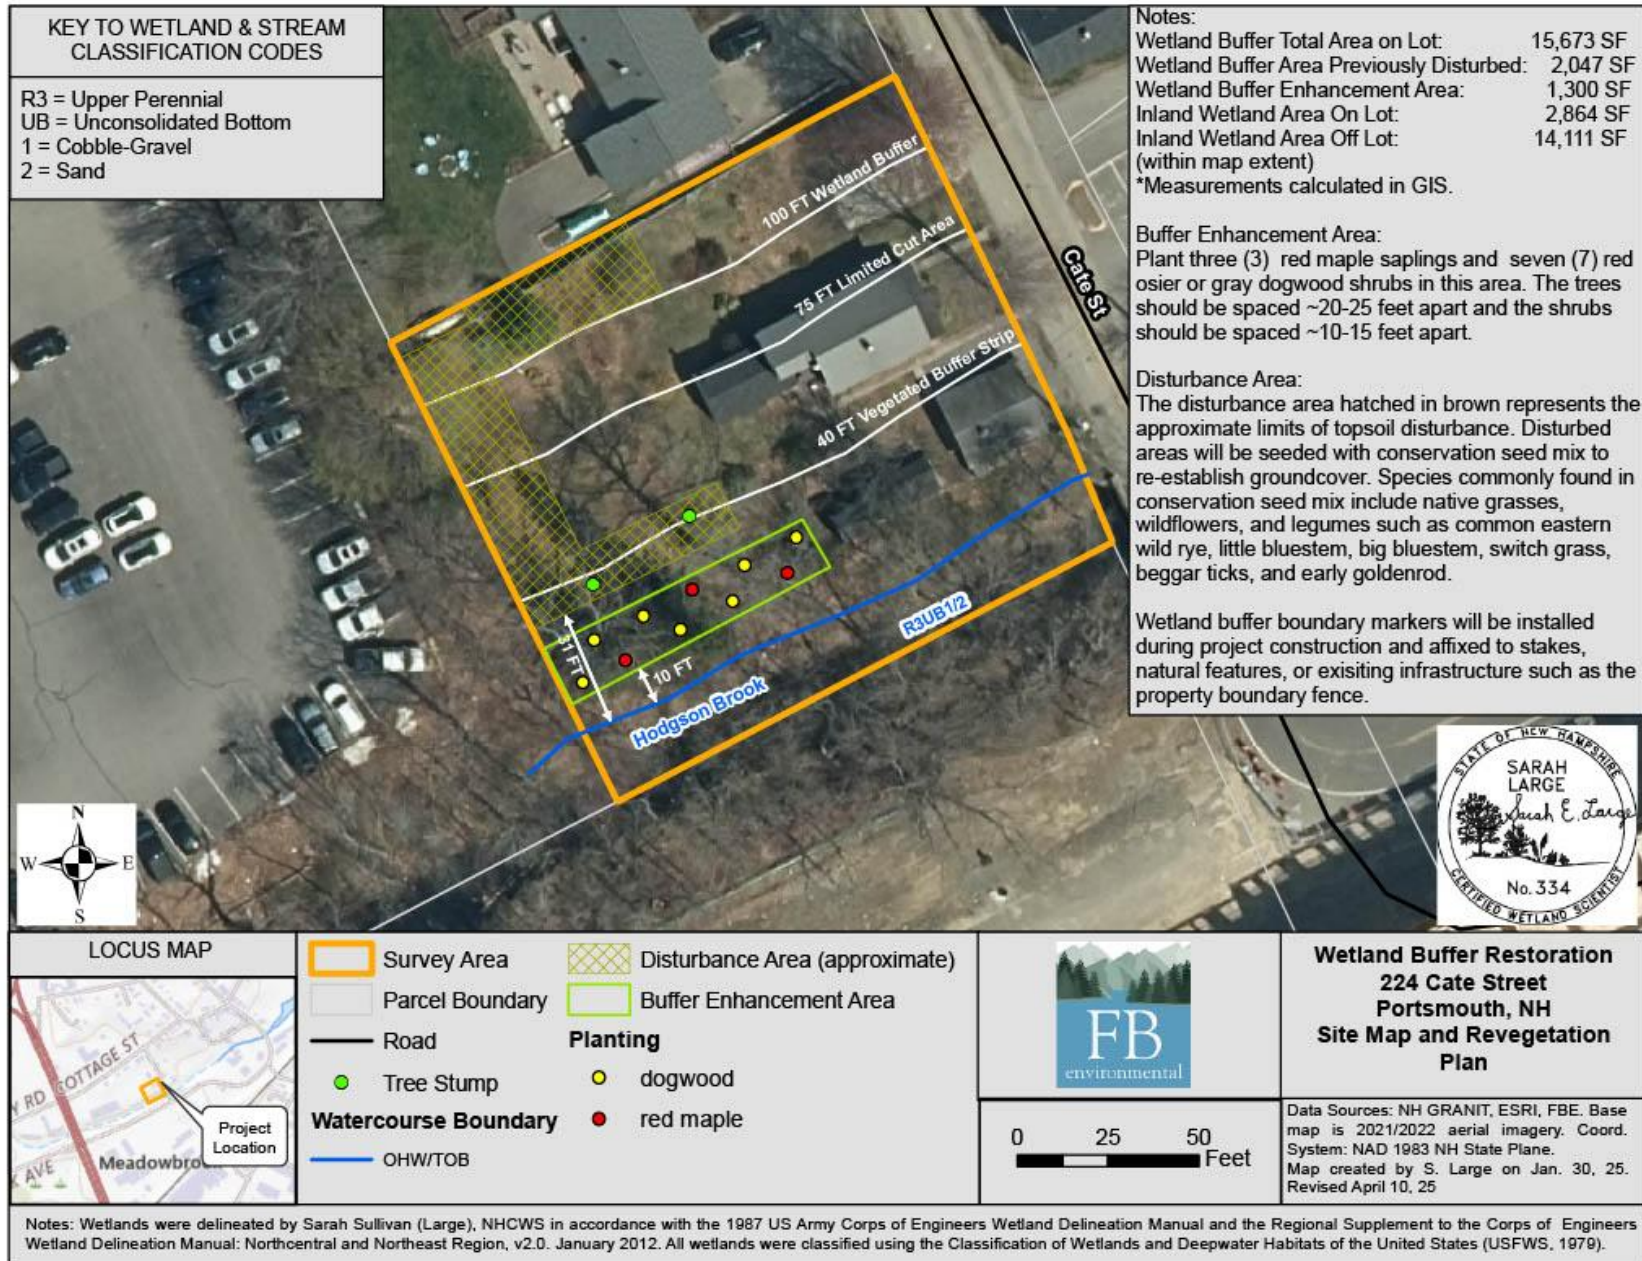 KEY TO WETLAND & STREAM
CLASSIFICATION CODES
R3 = Upper Perennial
UB = Unconsolidated Bottom
1 = Cobble-Gravel
2 = Sand
100 FT Wetland Buffer
75 FT Limited Cut Area
40 FT Vegetated Buffer Strip
Cate St
31 FT
10 FT
R3UB1/2
Hodgson Brook
N
W E
S
Notes:
Wetland Buffer Total Area on Lot: 15,673 SF
Wetland Buffer Area Previously Disturbed: 2,047 SF
Wetland Buffer Enhancement Area: 1,300 SF
Inland Wetland Area On Lot: 2,864 SF
Inland Wetland Area Off Lot: 14,111 SF
(within map extent)
*Measurements calculated in GIS.
Buffer Enhancement Area:
Plant three (3) red maple saplings and seven (7) red
osier or gray dogwood shrubs in this area. The trees
should be spaced ~20-25 feet apart and the shrubs
should be spaced ~10-15 feet apart.
Disturbance Area:
The disturbance area hatched in brown represents the
approximate limits of topsoil disturbance. Disturbed
areas will be seeded with conservation seed mix to
re-establish groundcover. Species commonly found in
conservation seed mix include native grasses,
wildflowers, and legumes such as common eastern
wild rye, little bluestem, big bluestem, switch grass,
beggar ticks, and early goldenrod.
Wetland buffer boundary markers will be installed
during project construction and affixed to stakes,
natural features, or exisiting infrastructure such as the
property boundary fence.
STATE OF NEW HAMPSHIRE
SARAH
LARGE
Sarah E. Large
No. 334
CERTIFIED WETLAND SCIENTIST
LOCUS MAP
Y RD COTTAGE ST
Project
Location
Meadowbroo
K AVE
Survey Area
Parcel Boundary
Road
Tree Stump
Watercourse Boundary
OHW/TOB
Disturbance Area (approximate)
Buffer Enhancement Area
Planting
dogwood
red maple
FB
environmental
0 25 50
Feet
Wetland Buffer Restoration
224 Cate Street
Portsmouth, NH
Site Map and Revegetation
Plan
Data Sources: NH GRANIT, ESRI, FBE. Base
map is 2021/2022 aerial imagery. Coord.
System: NAD 1983 NH State Plane.
Map created by S. Large on Jan. 30, 25.
Revised April 10, 25
Notes: Wetlands were delineated by Sarah Sullivan (Large), NHCWS in accordance with the 1987 US Army Corps of Engineers Wetland Delineation Manual and the Regional Supplement to the Corps of Engineers
Wetland Delineation Manual: Northcentral and Northeast Region, v2.0. January 2012. All wetlands were classified using the Classification of Wetlands and Deepwater Habitats of the United States (USFWS, 1979).